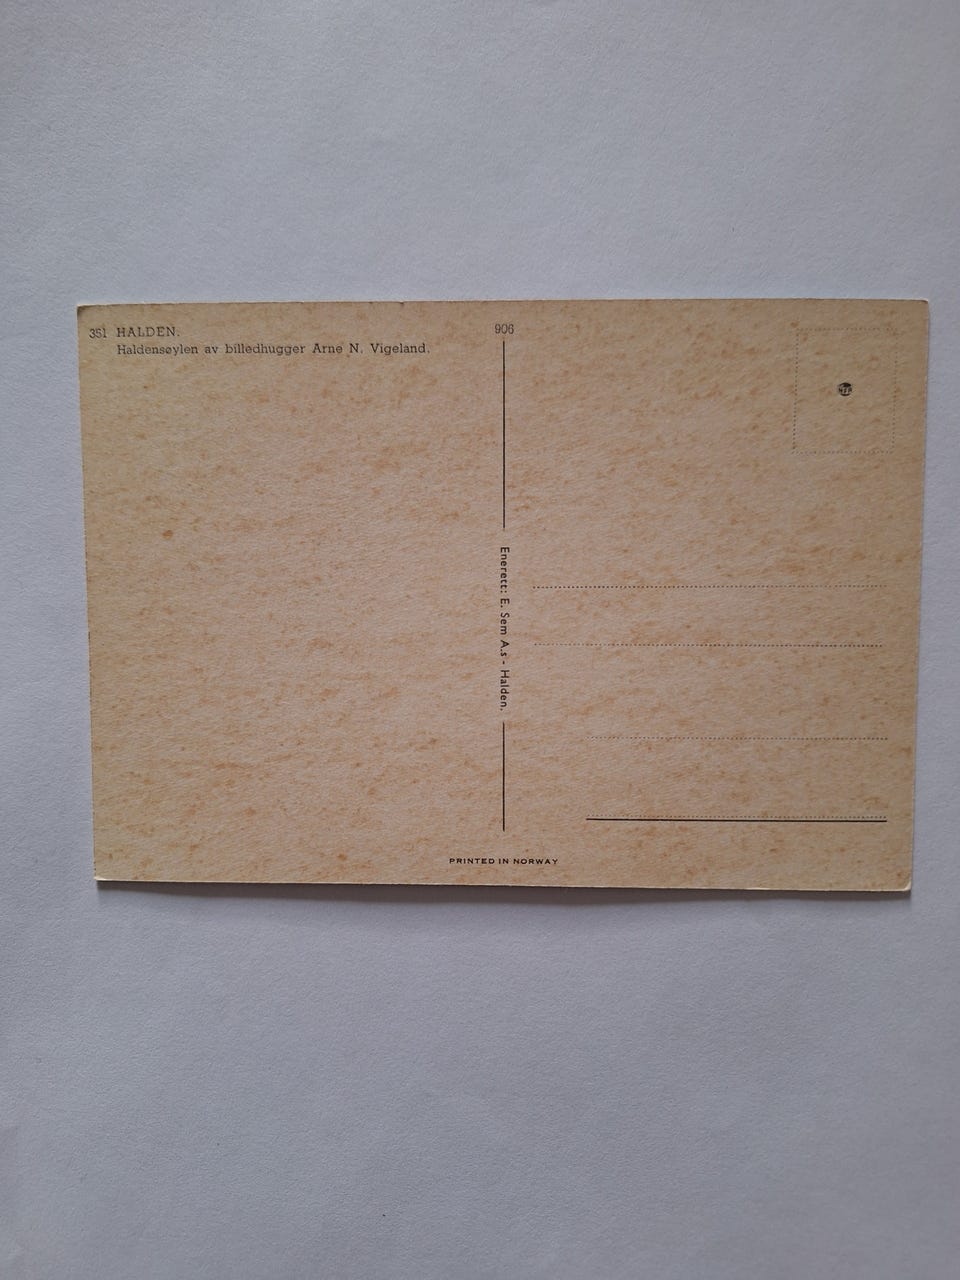 351 HALDEN.
Haldensøylen av billedhugger Arne N. Vigeland.
906
Enerett: E. Sem A.s - Halden.
PRINTED IN NORWAY